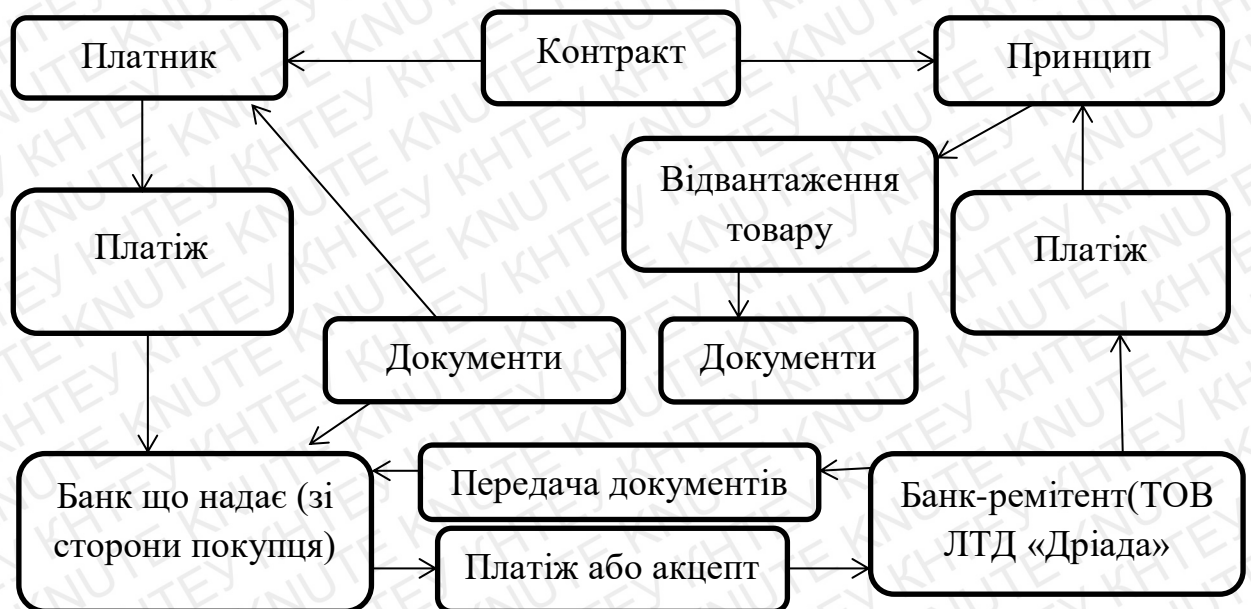 Платник
Контракт
Принцип
Відвантаження
товару
Платіж
Платіж
Документи
Документи
Передача документів
Банк що надає (зі
сторони покупця)
Банк-ремітент(ТОВ
ЛТД «Дріада»
Платіж або акцепт